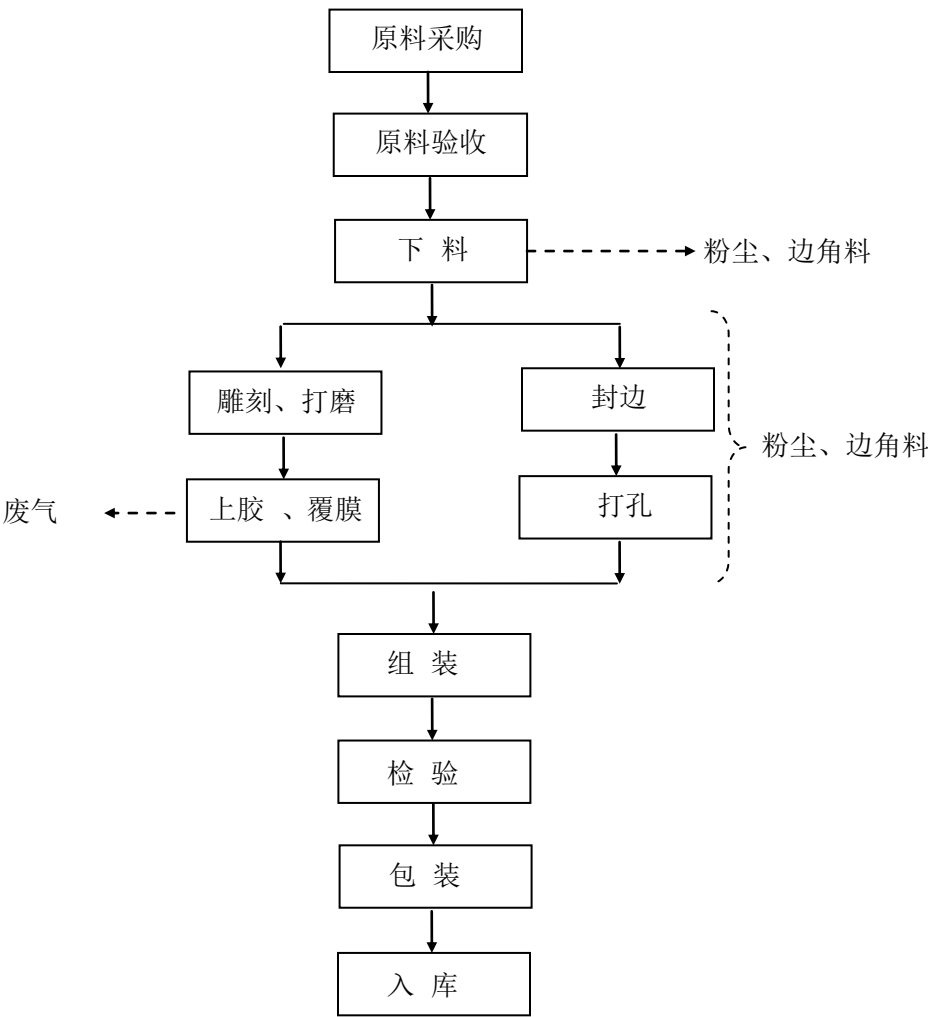 原料采购
原料验收
下 料
粉尘、边角料
雕刻、打磨
封边
粉尘、边角料
上胶 、覆膜
打孔
废气
组 装
检 验
包 装
入 库